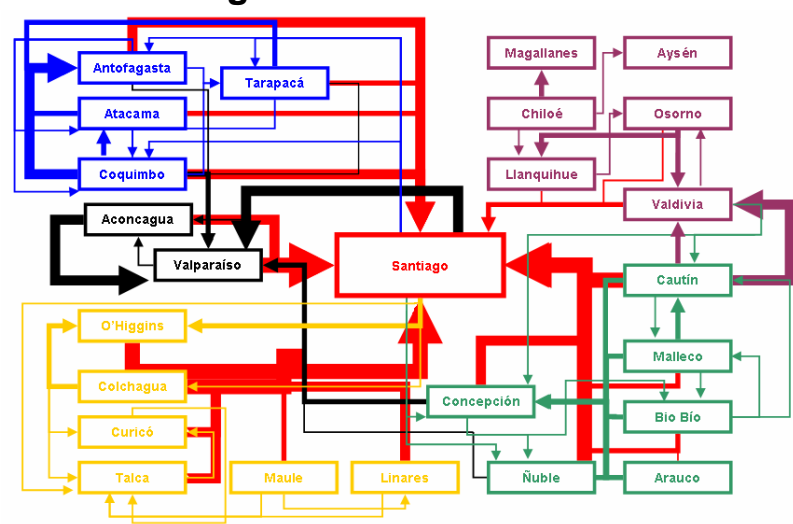 Antofagasta
Tarapacá
Atacama
Coquimbo
Aconcagua
Valparaíso
Santiago
Magallanes
Aysén
Chiloé
Osorno
Llanquihue
Valdivia
Cautín
Malleco
Bio Bío
Arauco
Concepción
Ñuble
O'Higgins
Colchagua
Curicó
Talca
Maule
Linares